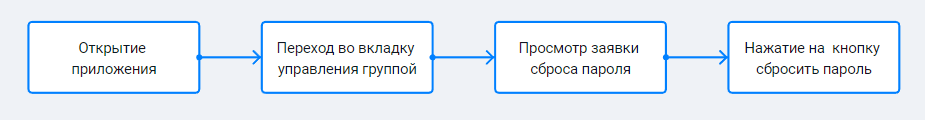 Открытие
приложения
Переход во вкладку
управления группой
Просмотр заявки
сброса пароля
Нажатие на кнопку
сбросить пароль